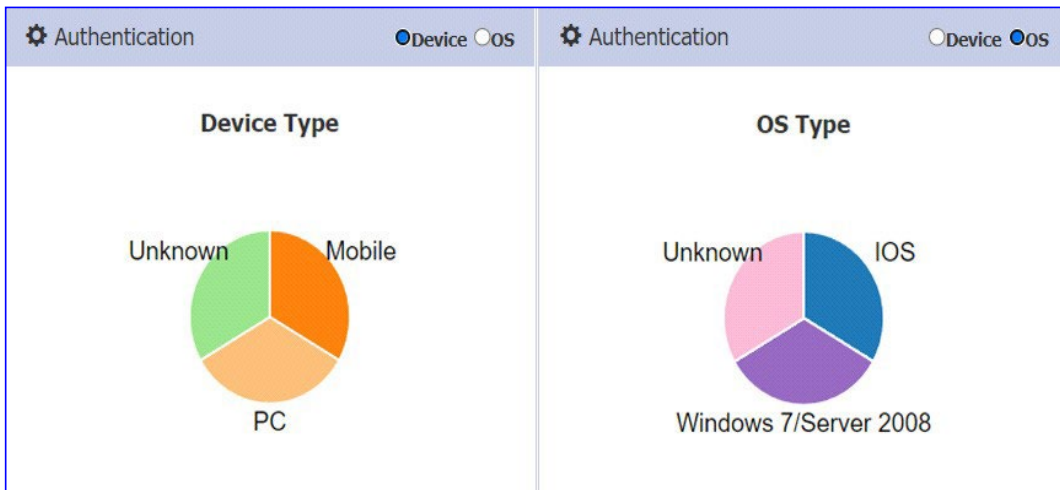 Authentication
Device OS
Device Type
Unknown
Mobile
PC
Authentication
Device OS
OS Type
Unknown
IOS
Windows 7/Server 2008